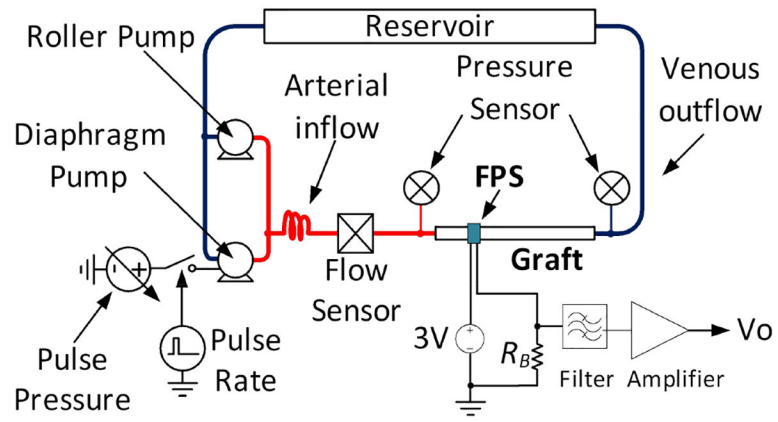 Reservoir
Roller Pump
Pressure
Sensor
Venous
outflow
Arterial
inflow
Diaphragm
Pump
FPS
Graft
Flow
Sensor
- +
3V
R_B
Vo
Pulse
Pressure
Pulse
Rate
Filter
Amplifier